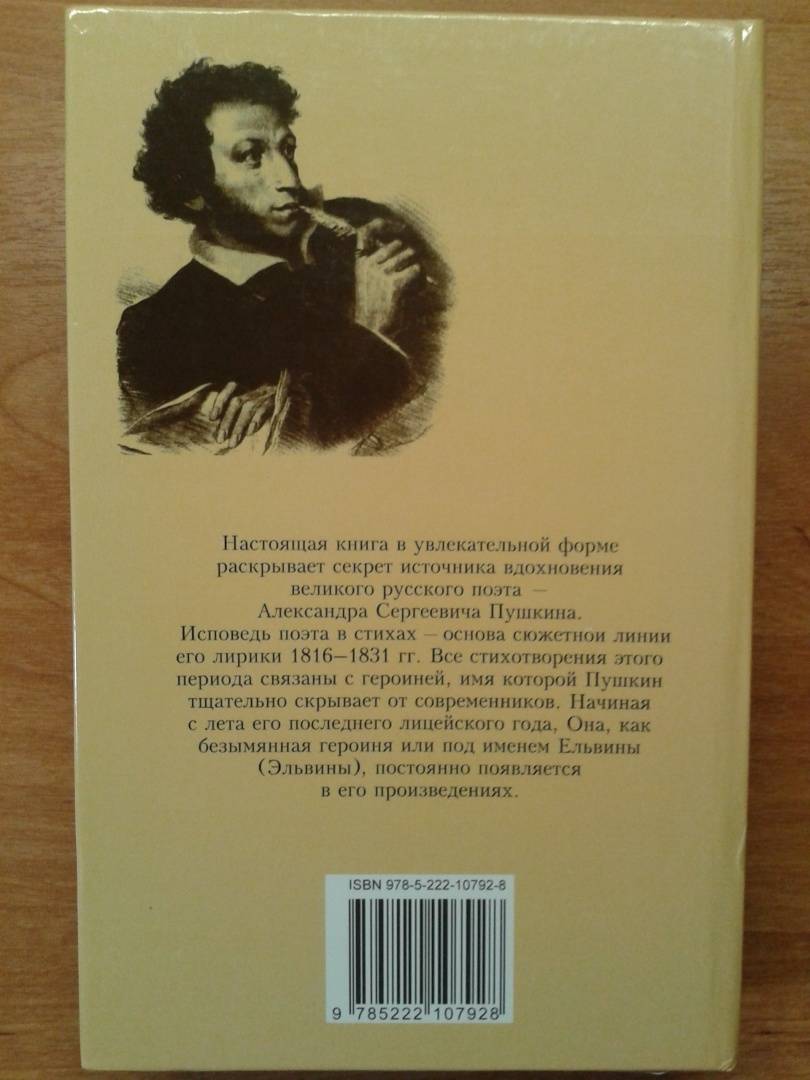 Настоящая книга в увлекательной форме
раскрывает секрет источника вдохновения
великого русского поэта —
Александра Сергеевича Пушкина.
Исповедь поэта в стихах — основа сюжетной линии
его лирики 1816—1831 гг. Все стихотворения этого
периода связаны с героиней, имя которой Пушкин
тщательно скрывает от современников. Начиная
с лета его последнего лицейского года, Она, как
безымянная героиня или под именем Ельвины
(Эльвины), постоянно появляется
в его произведениях.
ISBN 978-5-222-10792-8
9 785222 107928